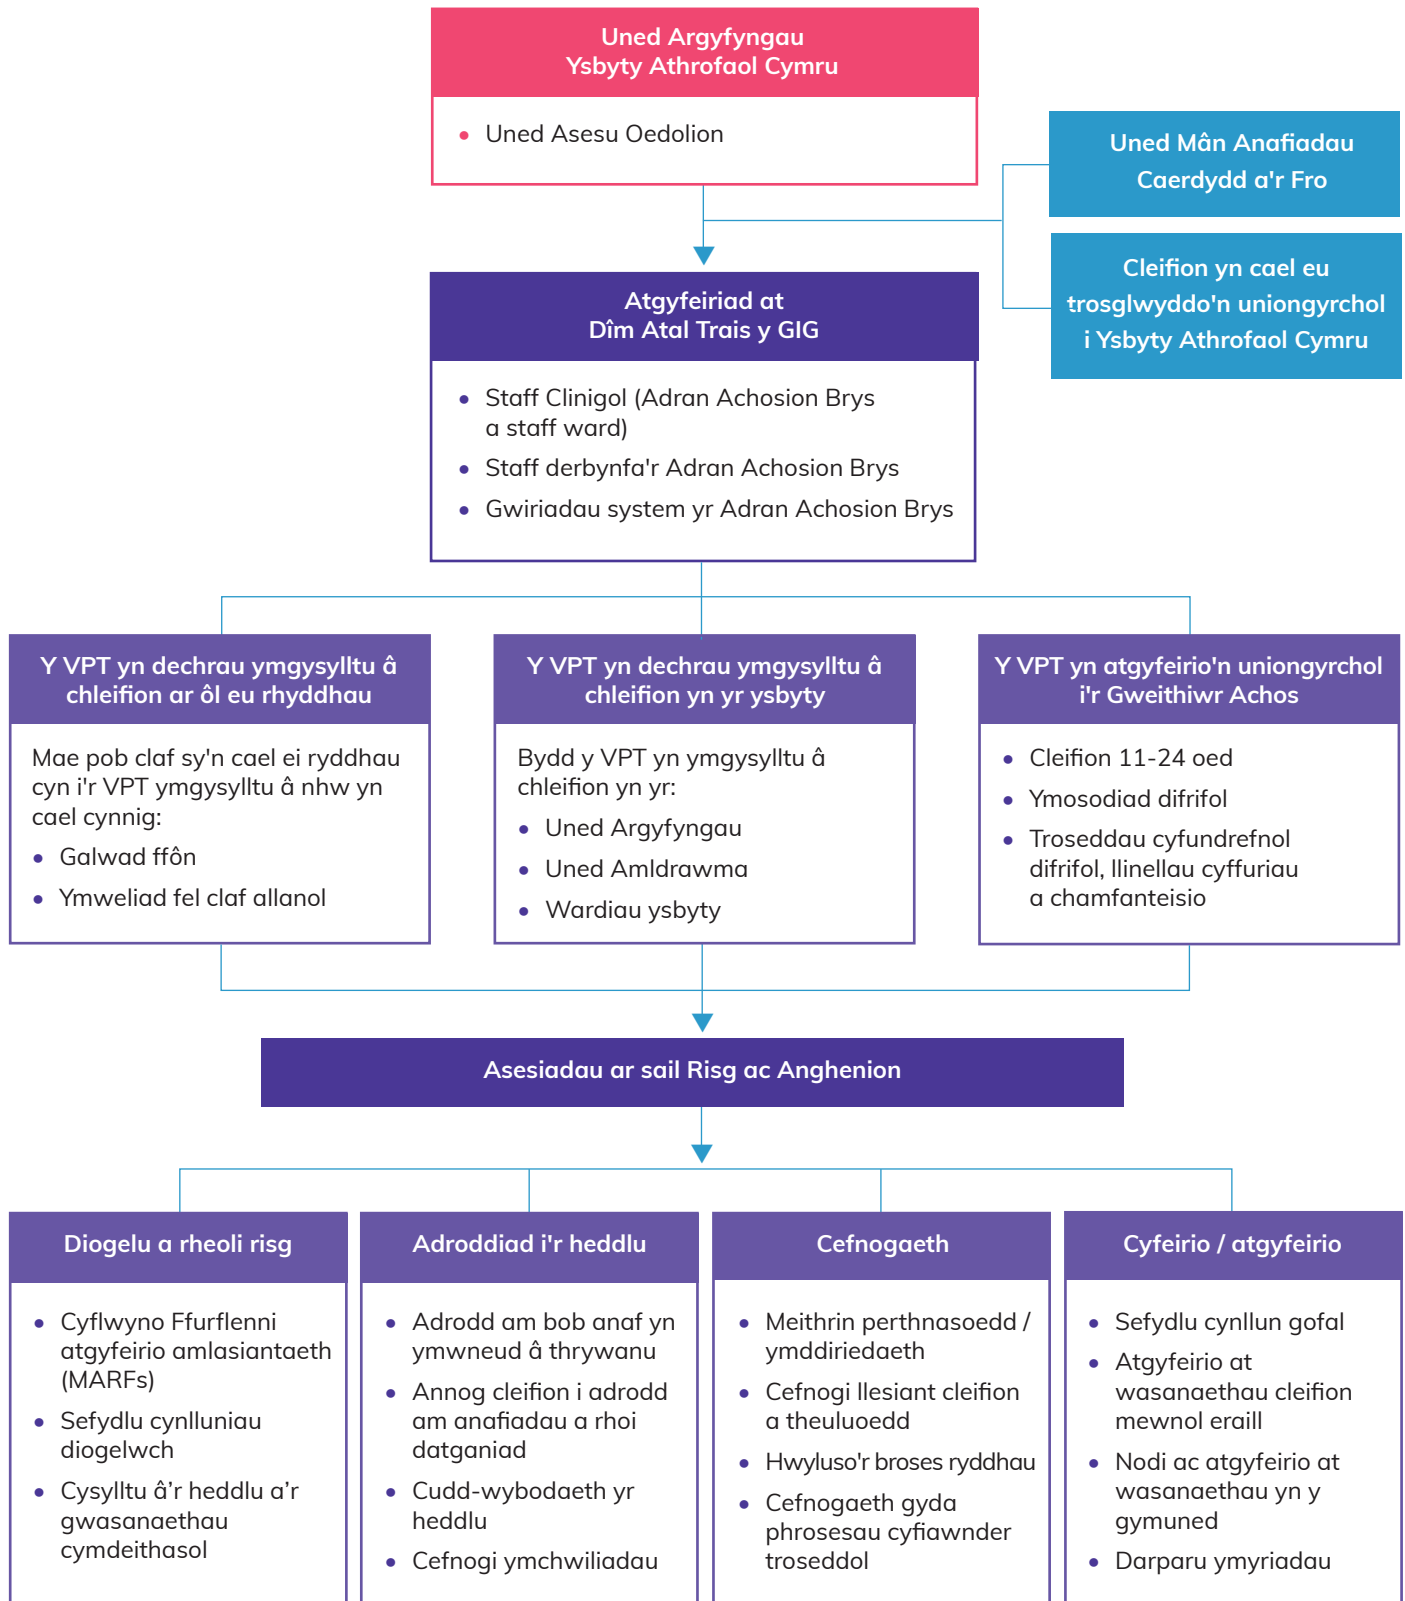 Uned Argyfyngau
Ysbyty Athrofaol Cymru
• Uned Asesu Oedolion
Uned Mân Anafiadau
Caerdydd a'r Fro
Cleifion yn cael eu
trosglwyddo'n uniongyrchol
i Ysbyty Athrofaol Cymru
Atgyfeiriad at
Dîm Atal Trais y GIG
• Staff Clinigol (Adran Achosion Brys
a staff ward)
• Staff derbynfa'r Adran Achosion Brys
• Gwiriadau system yr Adran Achosion Brys
Y VPT yn dechrau ymgysylltu â
chleifion ar ôl eu rhyddhau
Mae pob claf sy'n cael ei ryddhau
cyn i'r VPT ymgysylltu â nhw yn
cael cynnig:
• Galwad ffôn
• Ymweliad fel claf allanol
Y VPT yn dechrau ymgysylltu â
chleifion yn yr ysbyty
Bydd y VPT yn ymgysylltu â
chleifion yn yr:
• Uned Argyfyngau
• Uned Amldrawma
• Wardiau ysbyty
Y VPT yn atgyfeirio'n uniongyrchol
i'r Gweithiwr Achos
• Cleifion 11-24 oed
• Ymosodiad difrifol
• Troseddau cyfundrefnol
difrifol, llinellau cyffuriau
a chamfanteisio
Asesiadau ar sail Risg ac Anghenion
Diogelu a rheoli risg
• Cyflwyno Ffurflenni
atgyfeirio amlasiantaeth
(MARFs)
• Sefydlu cynlluniau
diogelwch
• Cysylltu â’r heddlu a’r
gwasanaethau
cymdeithasol
Adroddiad i'r heddlu
• Adrodd am bob anaf yn
ymwneud â thrywanu
• Annog cleifion i adrodd
am anafiadau a rhoi
datganiad
• Cudd-wybodaeth yr
heddlu
• Cefnogi ymchwiliadau
Cefnogaeth
• Meithrin perthnasoedd /
ymddiriedaeth
• Cefnogi llesiant cleifion
a theuluoedd
• Hwyluso'r broses ryddhau
• Cefnogaeth gyda
phrosesau cyfiawnder
troseddol
Cyfeirio / atgyfeirio
• Sefydlu cynllun gofal
• Atgyfeirio at
wasanaethau cleifion
mewnol eraill
• Nodi ac atgyfeirio at
wasanaethau yn y
gymuned
• Darparu ymyriadau